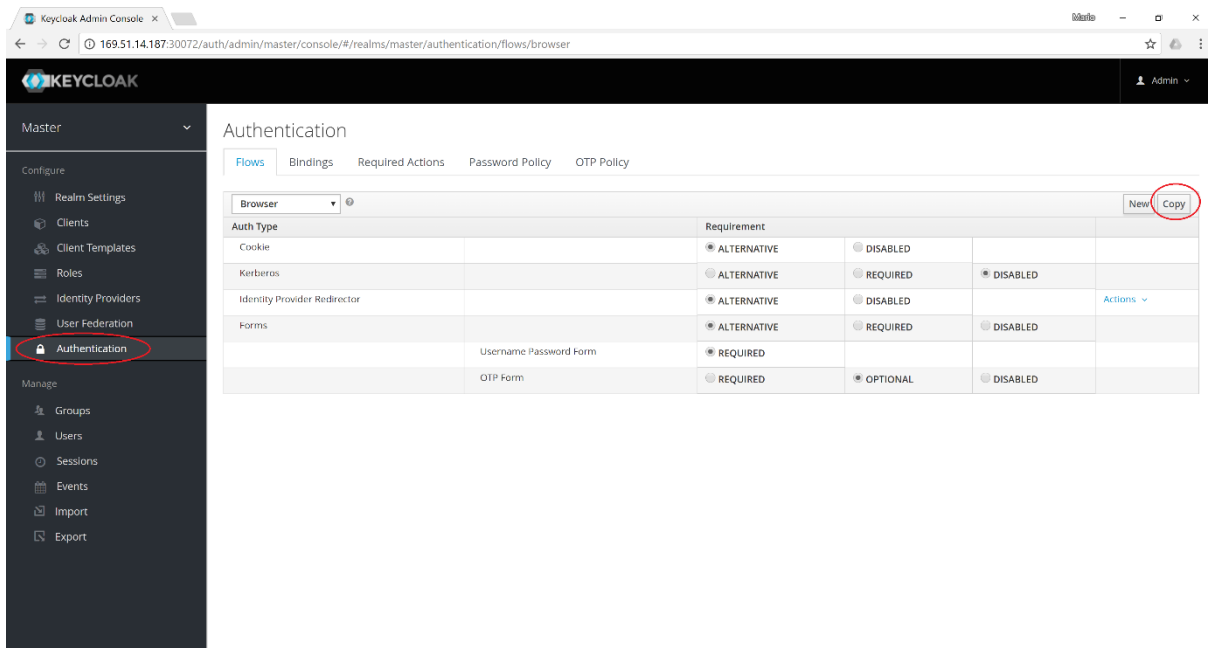 Keycloak Admin Console
Mario
169.51.14.187:30072/auth/admin/master/console/#/realms/master/authentication/flows/browser
KEYCLOAK
Admin
Master
Configure
Realm Settings
Clients
Client Templates
Roles
Identity Providers
User Federation
Authentication
Manage
Groups
Users
Sessions
Events
Import
Export
Authentication
Flows Bindings Required Actions Password Policy OTP Policy
Browser New Copy
Auth Type Requirement
Cookie ALTERNATIVE DISABLED
Kerberos ALTERNATIVE REQUIRED DISABLED
Identity Provider Redirector ALTERNATIVE DISABLED Actions
Forms ALTERNATIVE REQUIRED DISABLED
Username Password Form REQUIRED
OTP Form REQUIRED OPTIONAL DISABLED